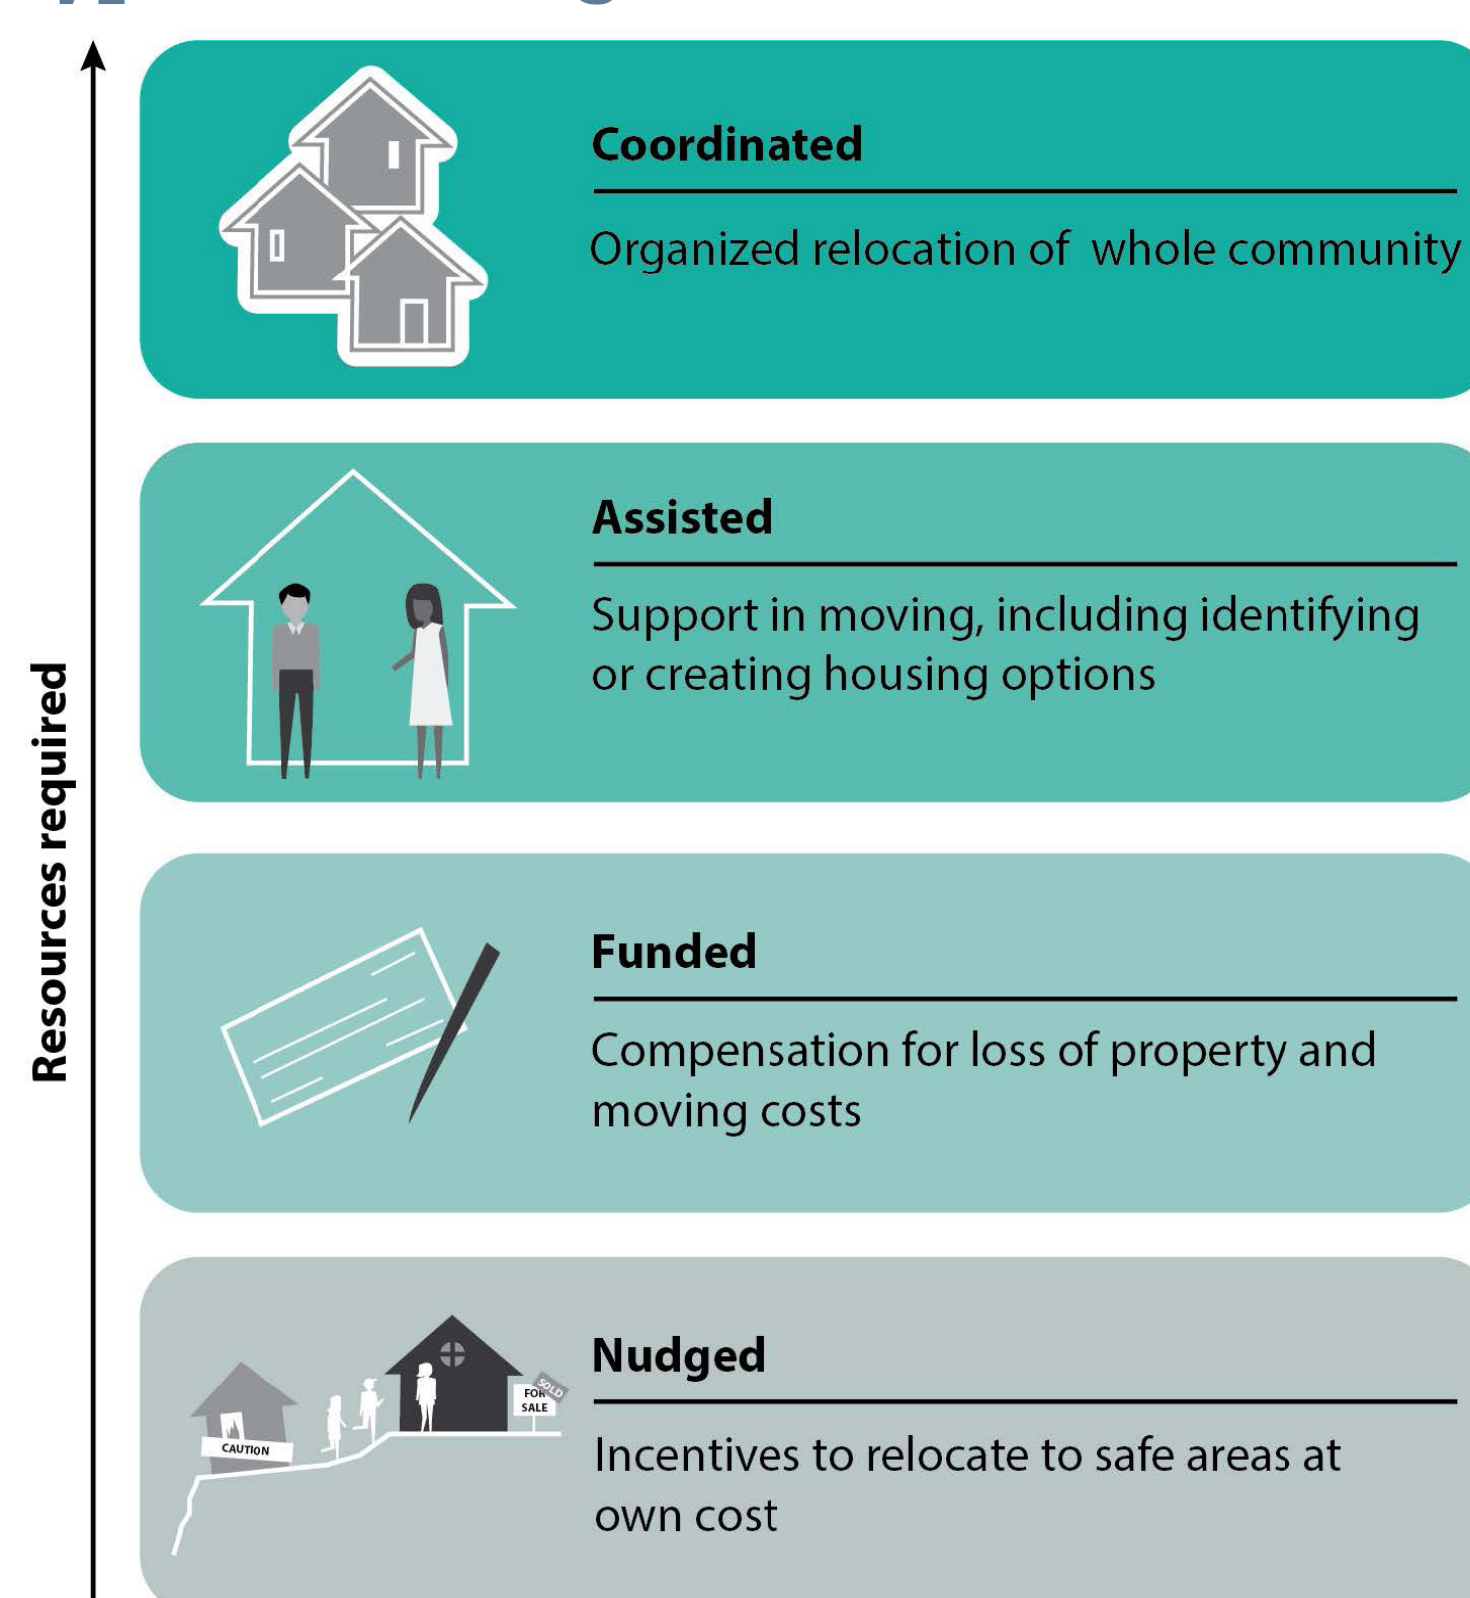 Coordinated
Organized relocation of whole community
Assisted
Support in moving, including identifying
or creating housing options
Resources required
Funded
Compensation for loss of property and
moving costs
Nudged
Incentives to relocate to safe areas at
own cost
CAUTION
FOR
SALE
SOLD